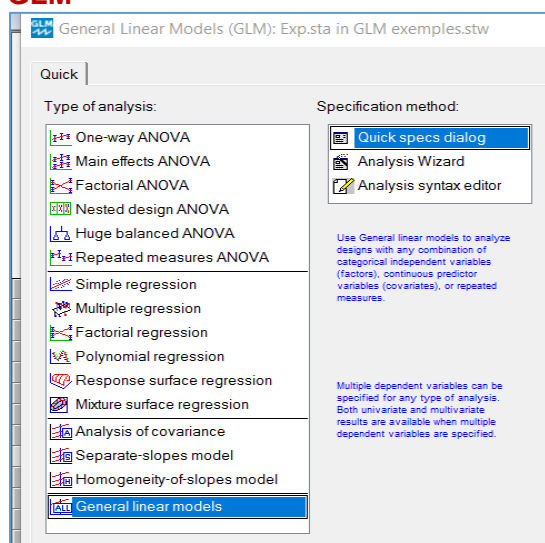 GLM
General Linear Models (GLM): Exp.sta in GLM exemples.stw
Quick
Type of analysis:
One-way ANOVA
Main effects ANOVA
Factorial ANOVA
Nested design ANOVA
Huge balanced ANOVA
Repeated measures ANOVA
Simple regression
Multiple regression
Factorial regression
Polynomial regression
Response surface regression
Mixture surface regression
Analysis of covariance
Separate-slopes model
Homogeneity-of-slopes model
ALL General linear models
Specification method:
Quick specs dialog
Analysis Wizard
Analysis syntax editor
Use General linear models to analyze
designs with any combination of
categorical independent variables
(factors), continuous predictor
variables (covariates), or repeated
measures.
Multiple dependent variables can be
specified for any type of analysis.
Both univariate and multivariate
results are available when multiple
dependent variables are specified.